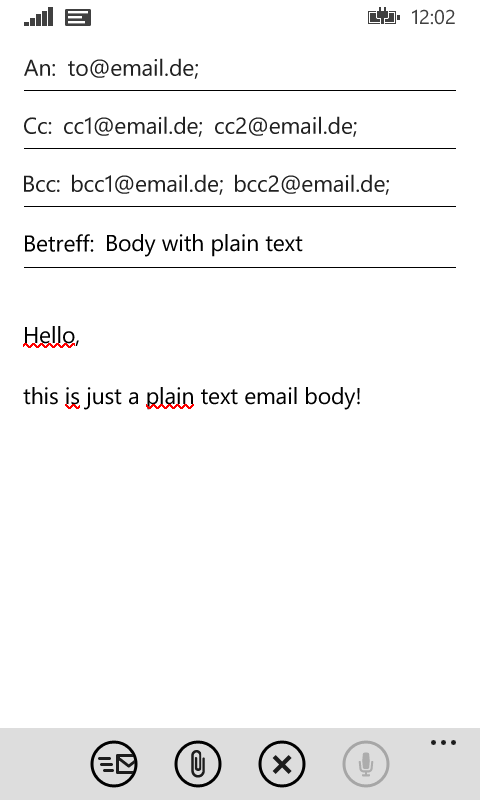 12:02
An: to@email.de;
Cc: cc1@email.de; cc2@email.de;
Bcc: bcc1@email.de; bcc2@email.de;
Betreff: Body with plain text
Hello,
this is just a plain text email body!